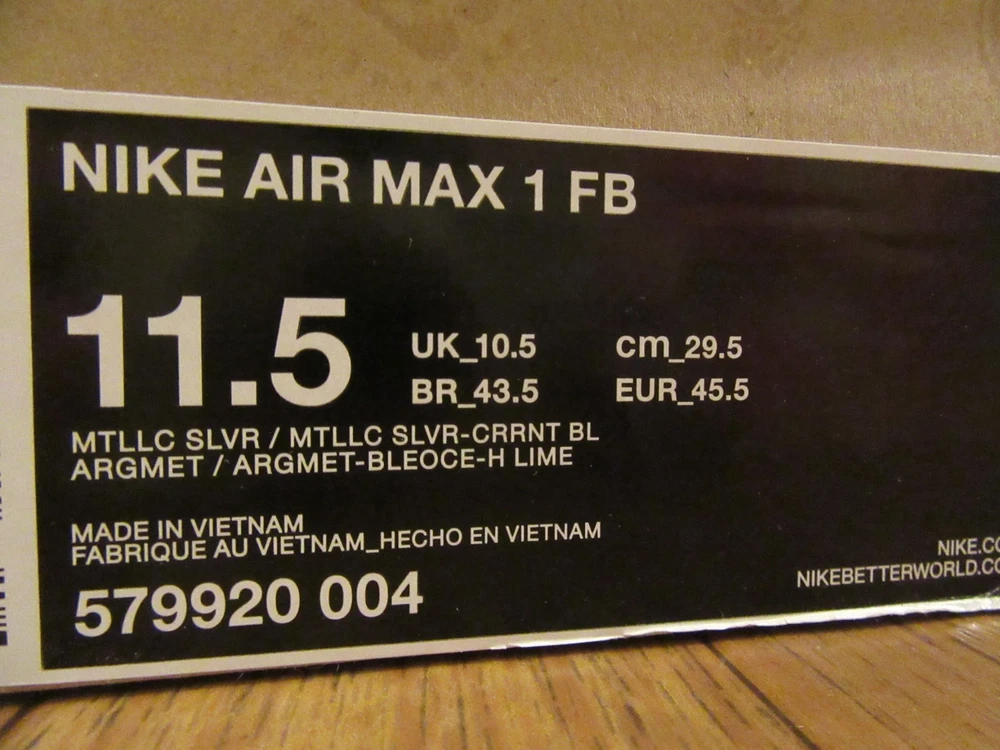 NIKE AIR MAX 1 FB
11.5
UK_10.5 cm_29.5
BR_43.5 EUR_45.5
MTLLC SLVR / MTLLC SLVR-CRRNT BL
ARGMET / ARGMET-BLEOCE-H LIME
MADE IN VIETNAM
FABRIQUE AU VIETNAM_HECHO EN VIETNAM
579920 004
NIKE.CO
NIKEBETTERWORLD.CO